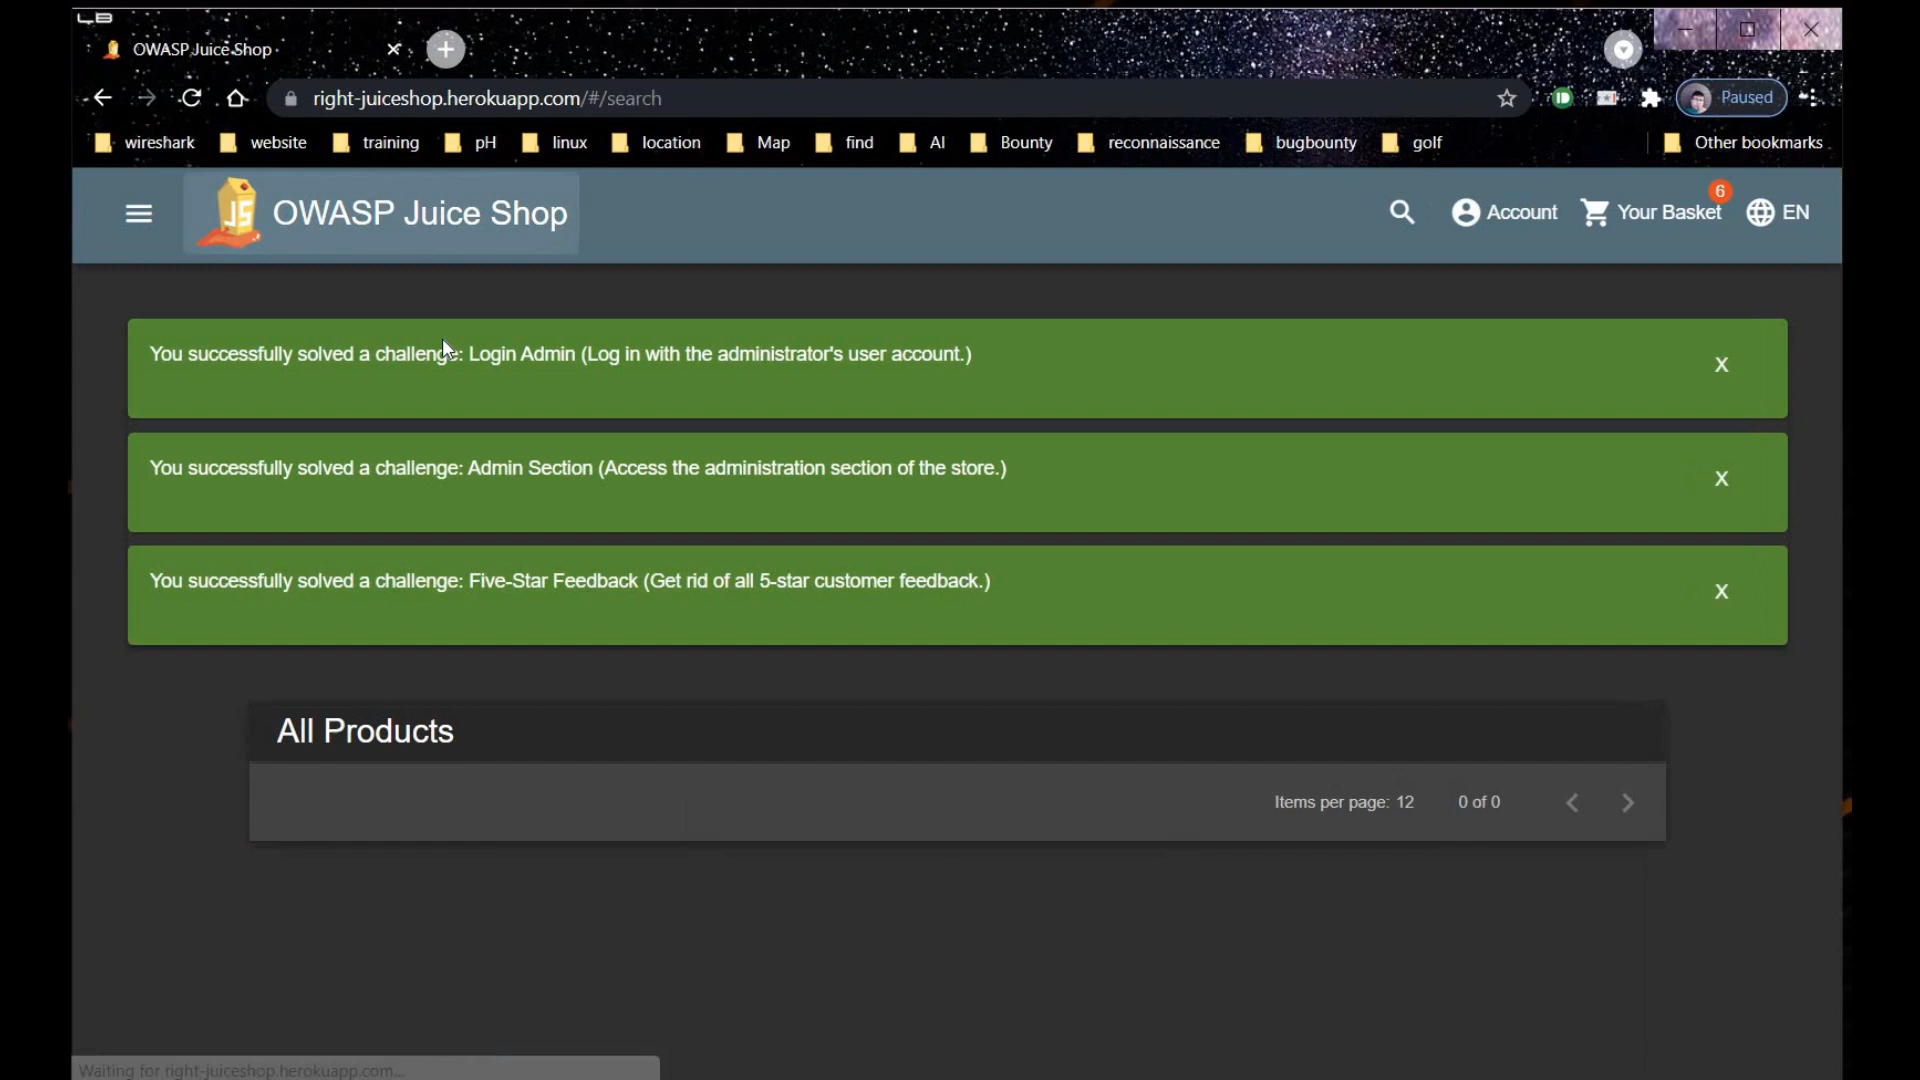 OWASP Juice Shop
right-juiceshop.herokuapp.com/#/search
Paused
wireshark website training pH linux location Map find AI Bounty reconnaissance bugbounty golf Other bookmarks
JS OWASP Juice Shop Account Your Basket 6 EN
You successfully solved a challenge: Login Admin (Log in with the administrator's user account.) X
You successfully solved a challenge: Admin Section (Access the administration section of the store.) X
You successfully solved a challenge: Five-Star Feedback (Get rid of all 5-star customer feedback.) X
All Products
Items per page: 12 0 of 0
Waiting for right-juiceshop.herokuapp.com...